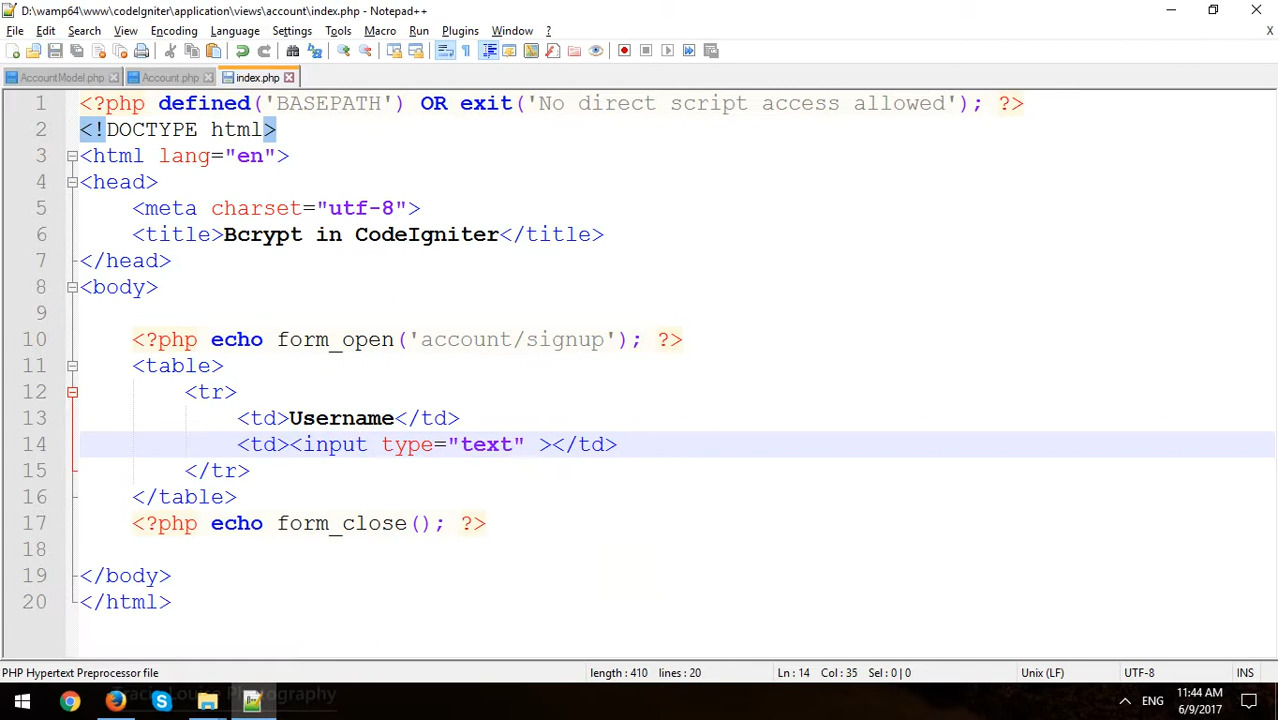 D:\wamp64\www\codeIgniter\application\views\account\index.php - Notepad++
File Edit Search View Encoding Language Settings Tools Macro Run Plugins Window ? X
AccountModel.php Account.php index.php
1 <?php defined('BASEPATH') OR exit('No direct script access allowed'); ?>
2 <!DOCTYPE html>
3 <html lang="en">
4 <head>
5 <meta charset="utf-8">
6 <title>Bcrypt in CodeIgniter</title>
7 </head>
8 <body>
9
10 <?php echo form_open('account/signup'); ?>
11 <table>
12 <tr>
13 <td>Username</td>
14 <td><input type="text" ></td>
15 </tr>
16 </table>
17 <?php echo form_close(); ?>
18
19 </body>
20 </html>
PHP Hypertext Preprocessor file length : 410 lines : 20 Ln : 14 Col : 35 Sel : 0 | 0 Unix (LF) UTF-8 INS
Tracie Louise Photography
ENG 11:44 AM
6/9/2017